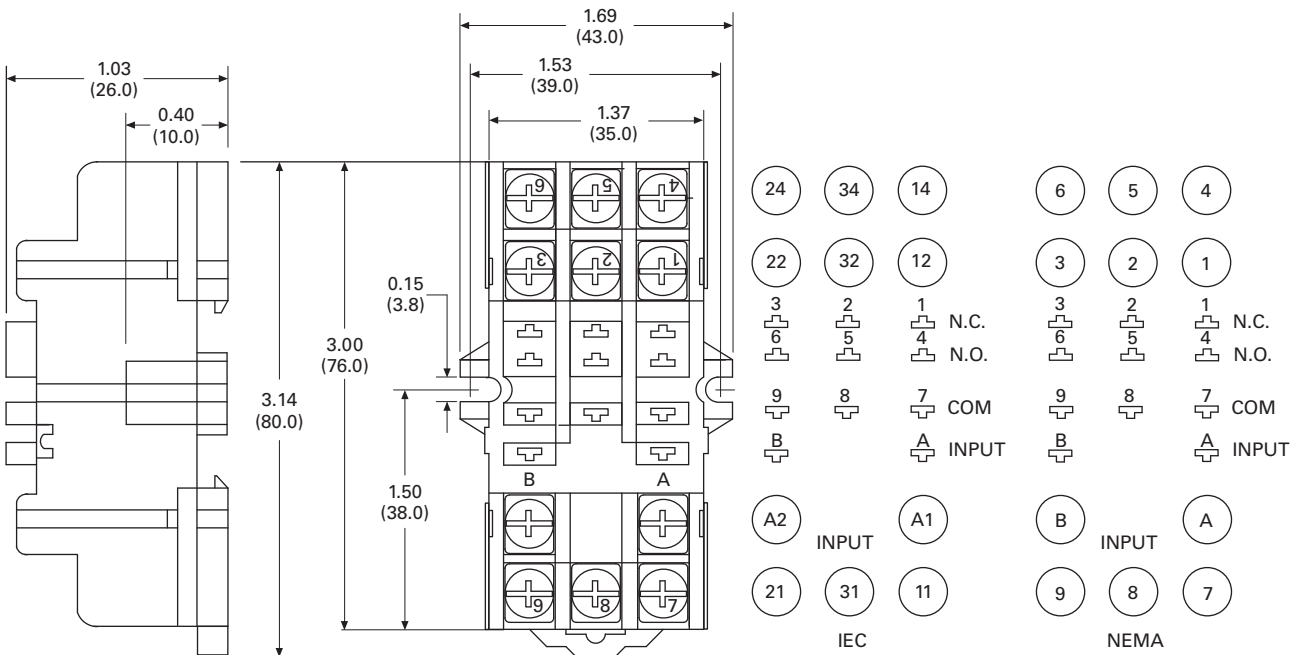 1.69
(43.0)
1.03
(26.0)
1.53
(39.0)
0.40
(10.0)
1.37
(35.0)
6 5 4
3 2 1
0.15
(3.8)
3.00
(76.0)
3.14
(80.0)
1.50
(38.0)
B A
9 8 7
24 34 14
22 32 12
3 2 1
N.C.
6 5 4
N.O.
9 8 7 COM
B A INPUT
A2 A1
INPUT
21 31 11
IEC
6 5 4
3 2 1
3 2 1
N.C.
6 5 4
N.O.
9 8 7 COM
B A INPUT
B A
INPUT
9 8 7
NEMA